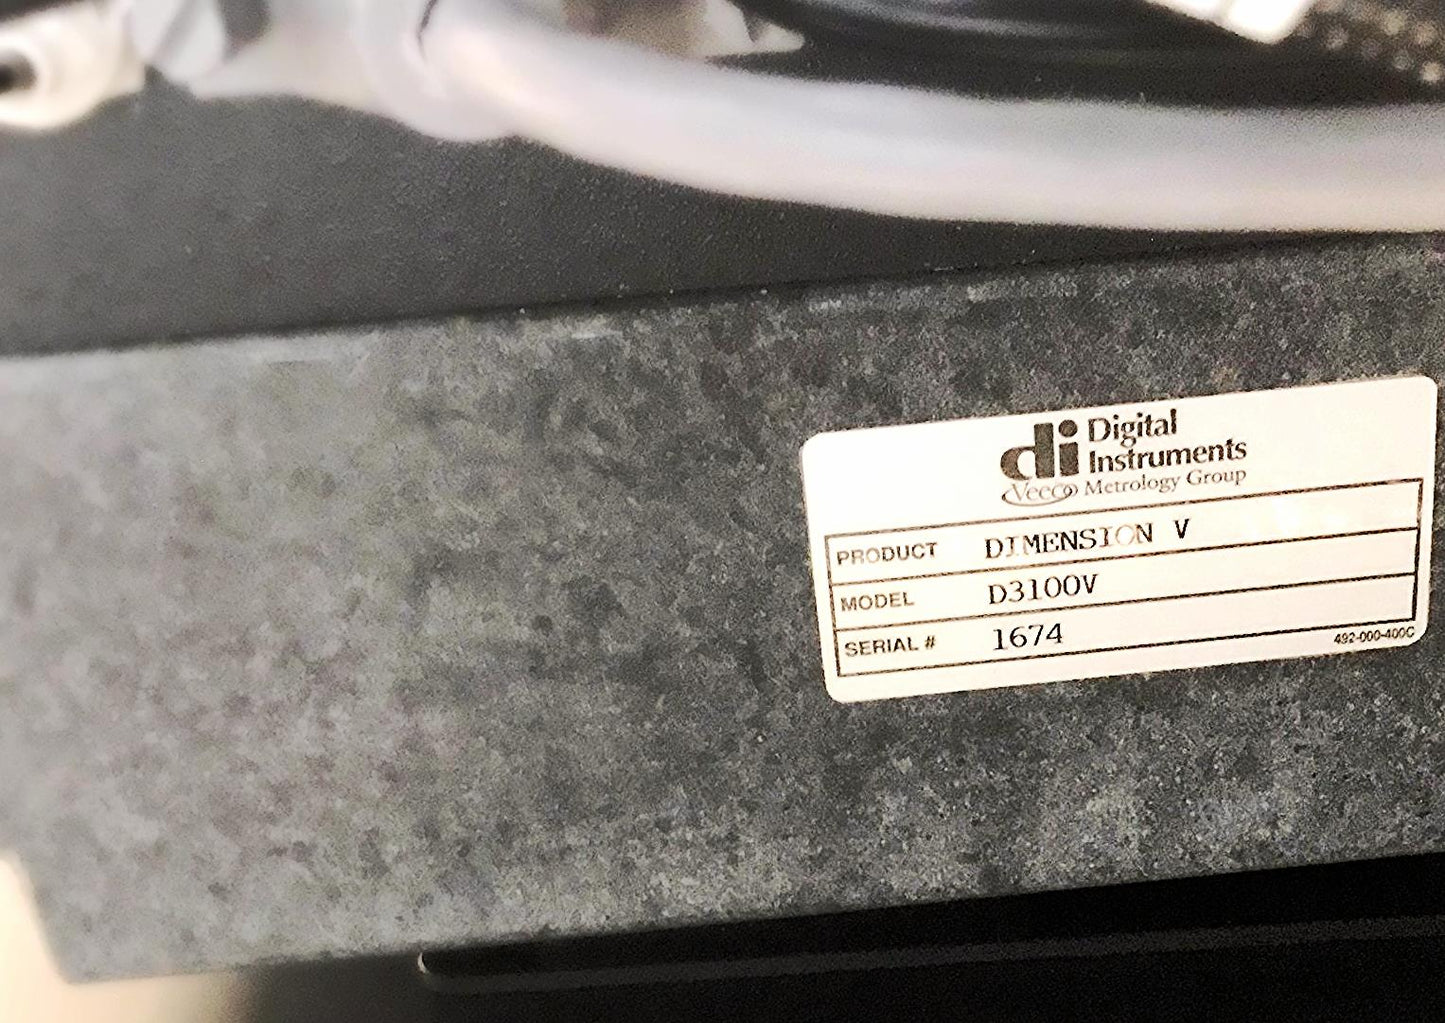 di Digital
Instruments
Veeco Metrology Group
PRODUCT DIMENSION V
MODEL D3100V
SERIAL # 1674
492-000-400C